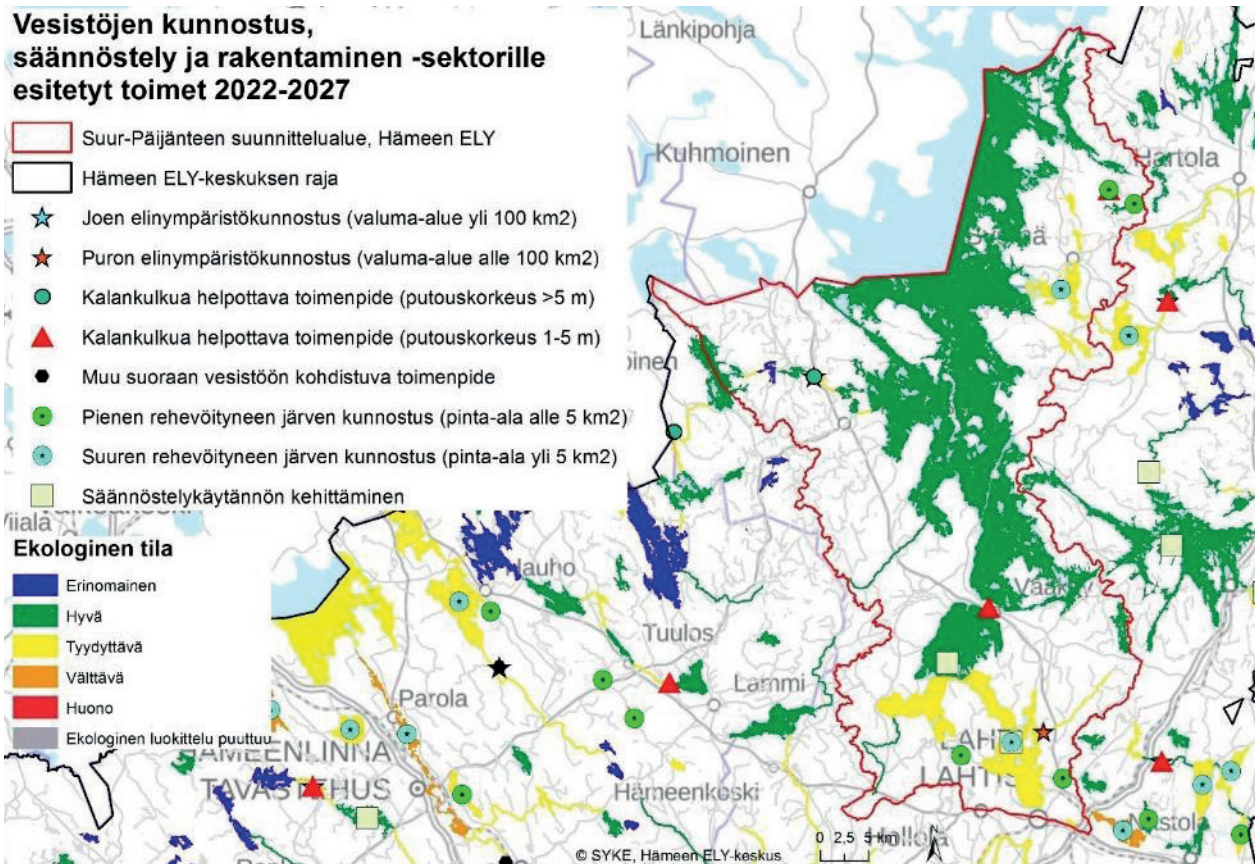 Vesistöjen kunnostus,
säännöstely ja rakentaminen -sektorille
esitetyt toimet 2022-2027
Suur-Päijänteen suunnittelualue, Hämeen ELY
Hämeen ELY-keskuksen raja
Joen elinympäristökunnostus (valuma-alue yli 100 km2)
Puron elinympäristökunnostus (valuma-alue alle 100 km2)
Kalankulkua helpottava toimenpide (putouskorkeus >5 m)
Kalankulkua helpottava toimenpide (putouskorkeus 1-5 m)
Muu suoraan vesistöön kohdistuva toimenpide
Pienen rehevöityneen järven kunnostus (pinta-ala alle 5 km2)
Suuren rehevöityneen järven kunnostus (pinta-ala yli 5 km2)
Säännöstelykäytännön kehittäminen
Ekologinen tila
Erinomainen
Hyvä
Tyydyttävä
Välttävä
Huono
Ekologinen luokittelu puuttuu
Länkipohja
Kuhmoinen
Hartola
oinen
Hauho
Tuulos
Lammi
Parola
HÄMEENLINNA
TAVASTEHUS
Hämeenkoski
LAHTI
LAHTIS
Hollola
Nastola
0 2,5 5 km
N
© SYKE, Hämeen ELY-keskus